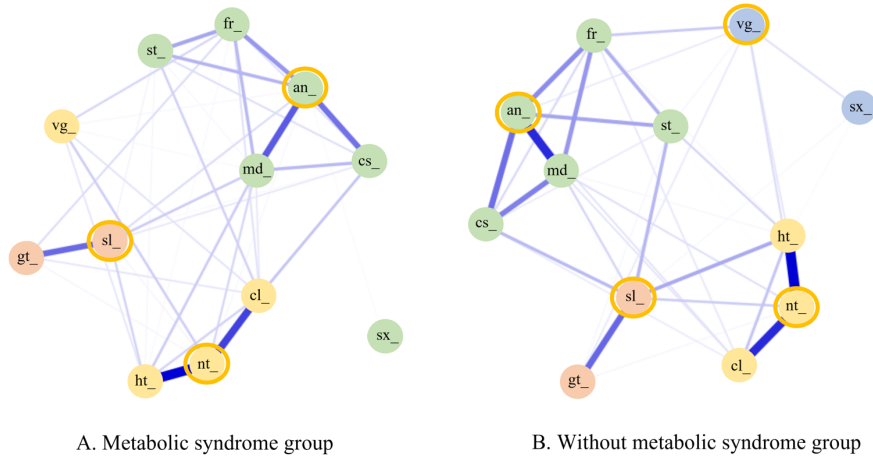 fr_
st_
an_
vg_
md_
cs_
sl_
gt_
cl_
sx_
nt_
ht_
A. Metabolic syndrome group
vg_
fr_
sx_
an_
st_
md_
cs_
ht_
sl_
nt_
cl_
gt_
B. Without metabolic syndrome group